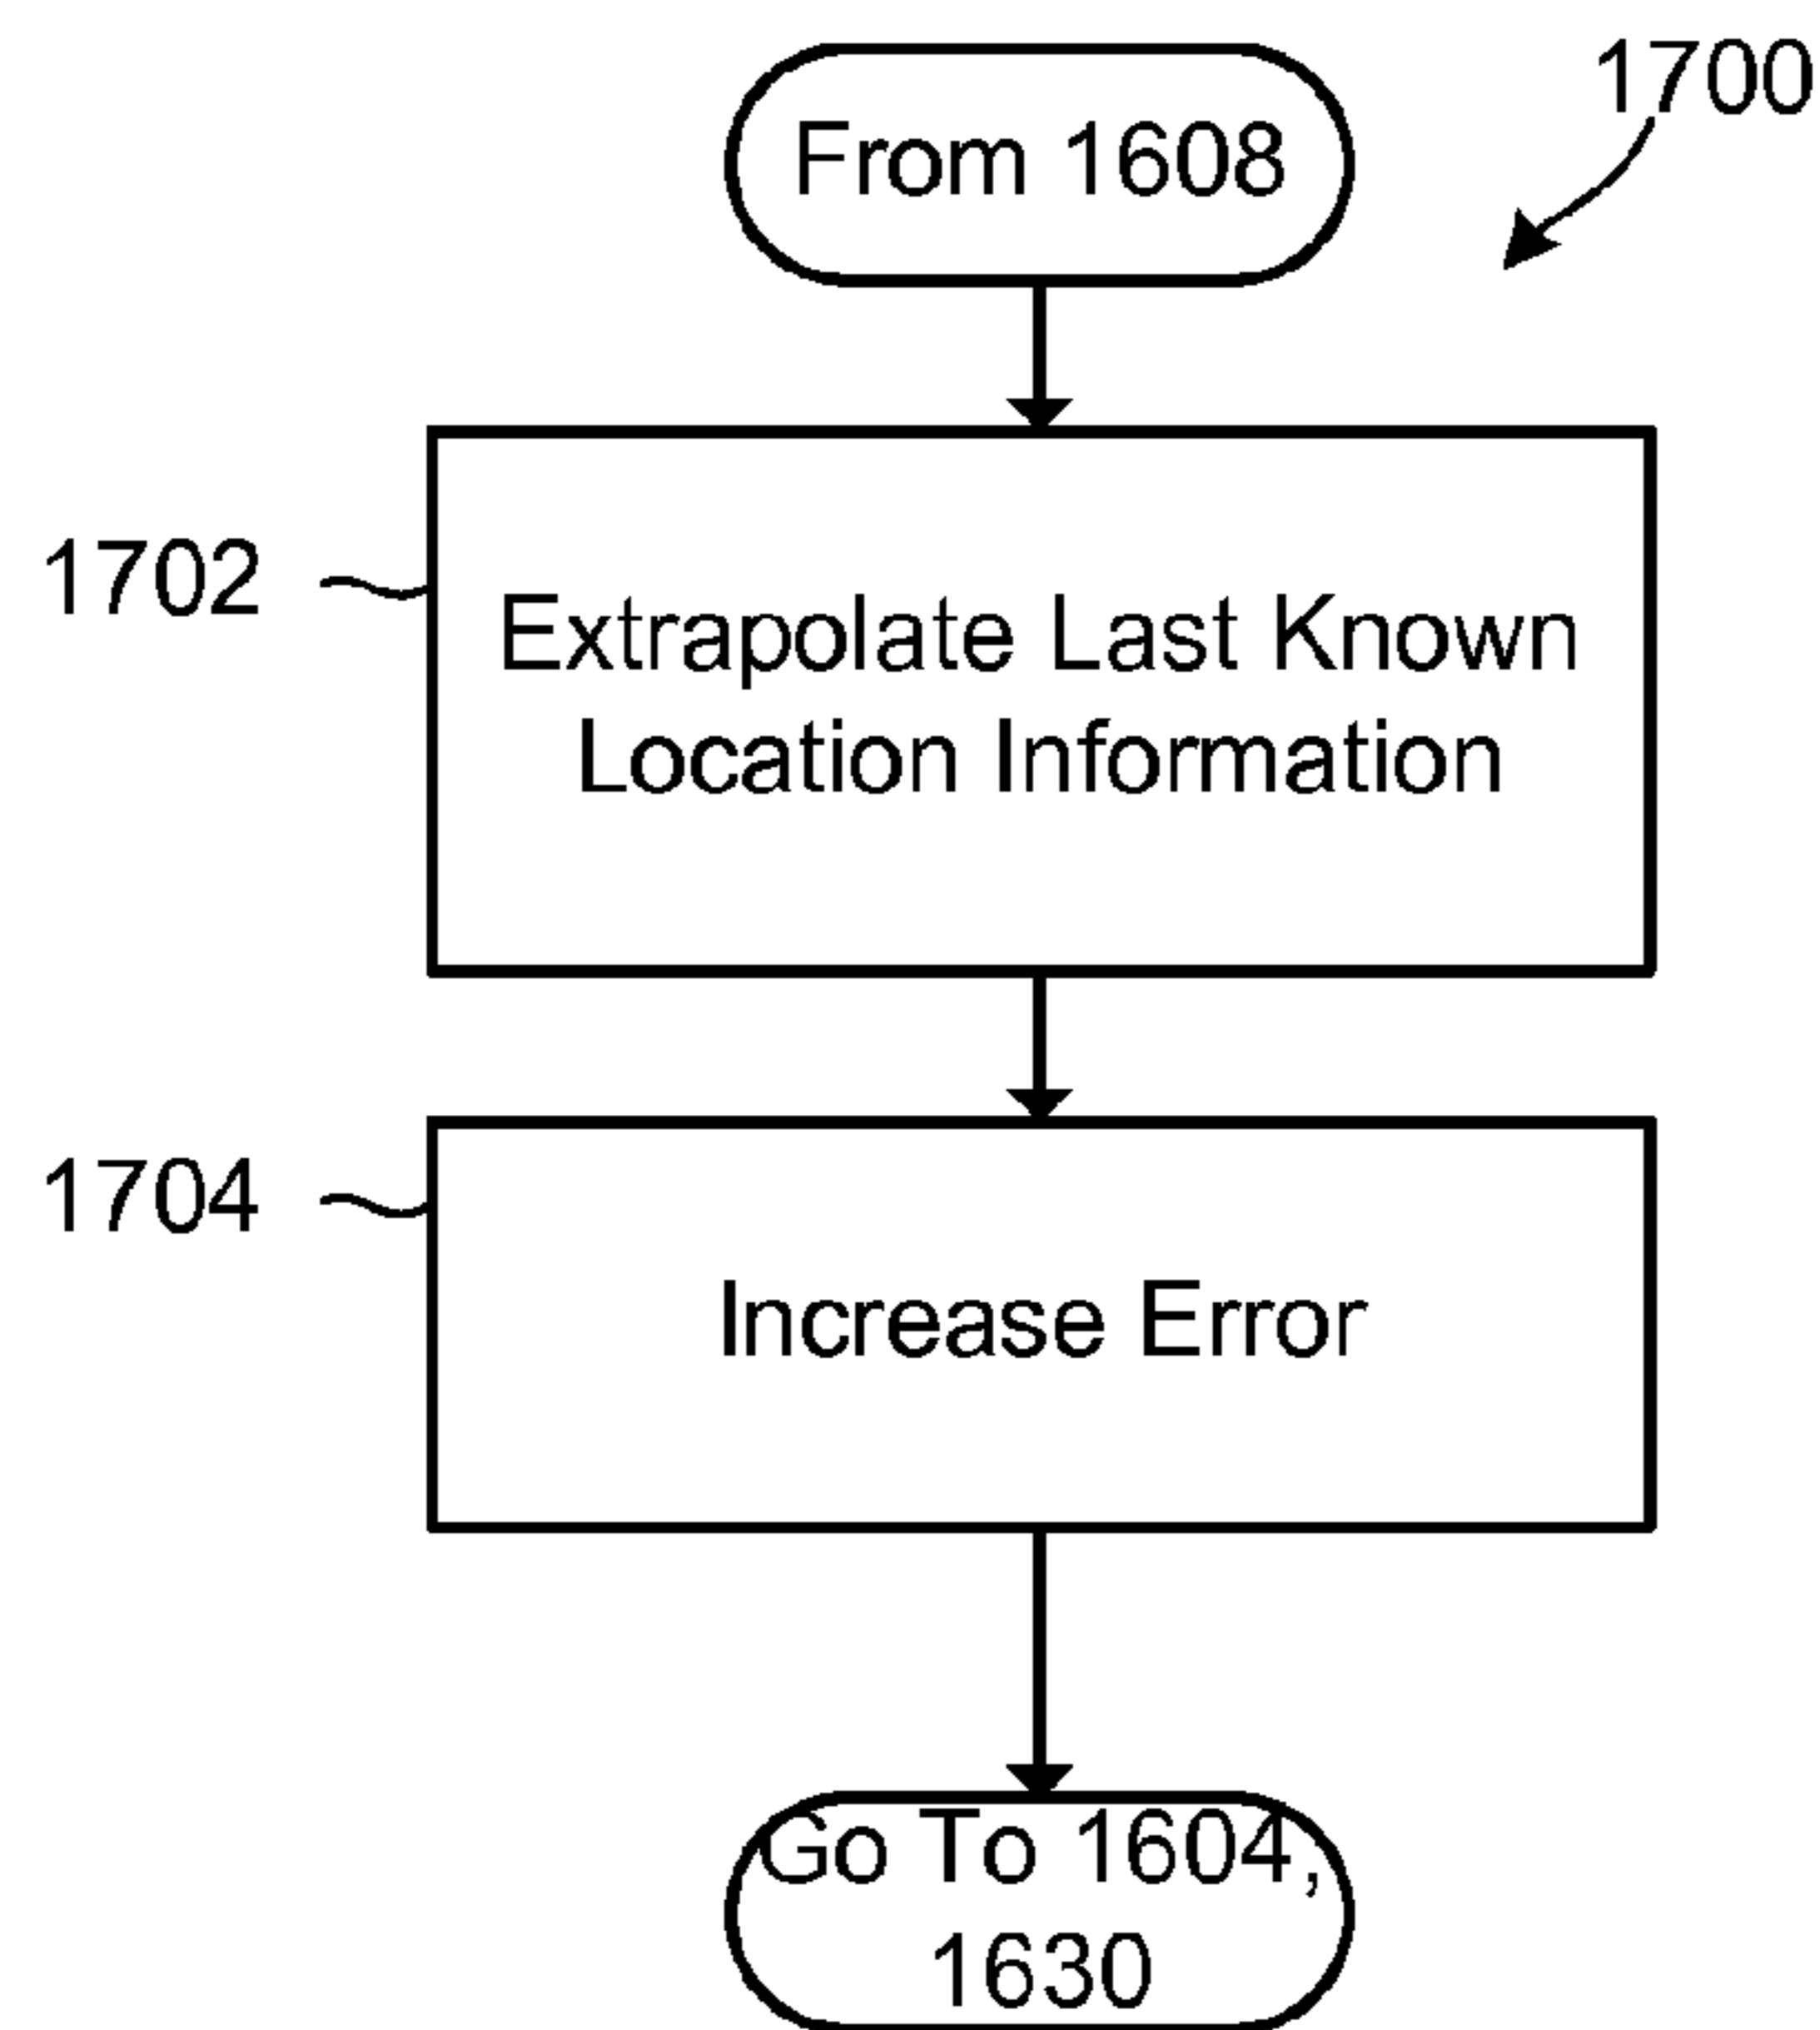 1700
From 1608
1702
Extrapolate Last Known
Location Information
1704
Increase Error
Go To 1604,
1630